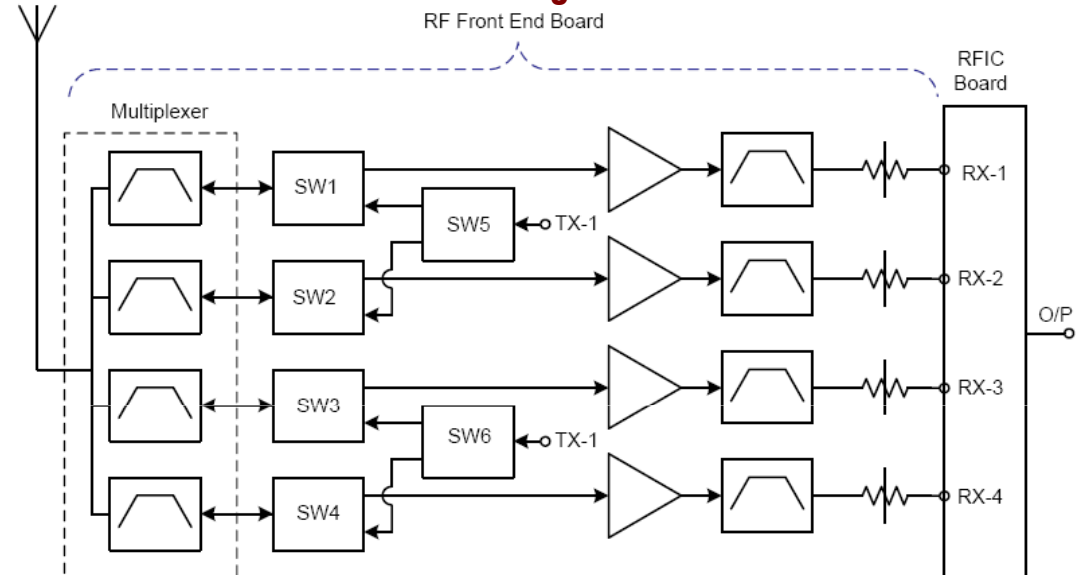 g
RF Front End Board
RFIC
Board
Multiplexer
SW1
RX-1
SW5
TX-1
SW2
RX-2
O/P
SW3
RX-3
SW6
TX-1
SW4
RX-4